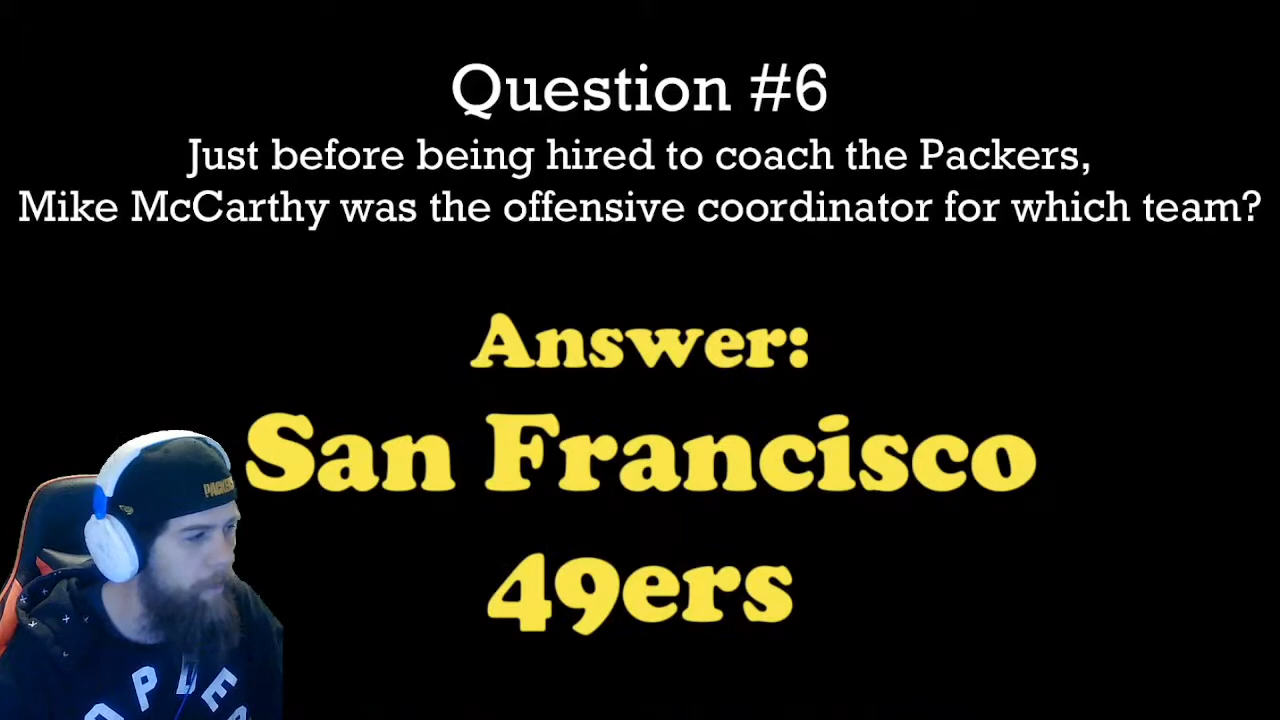 Question #6
Just before being hired to coach the Packers,
Mike McCarthy was the offensive coordinator for which team?
Answer:
San Francisco
49ers
PACKERS